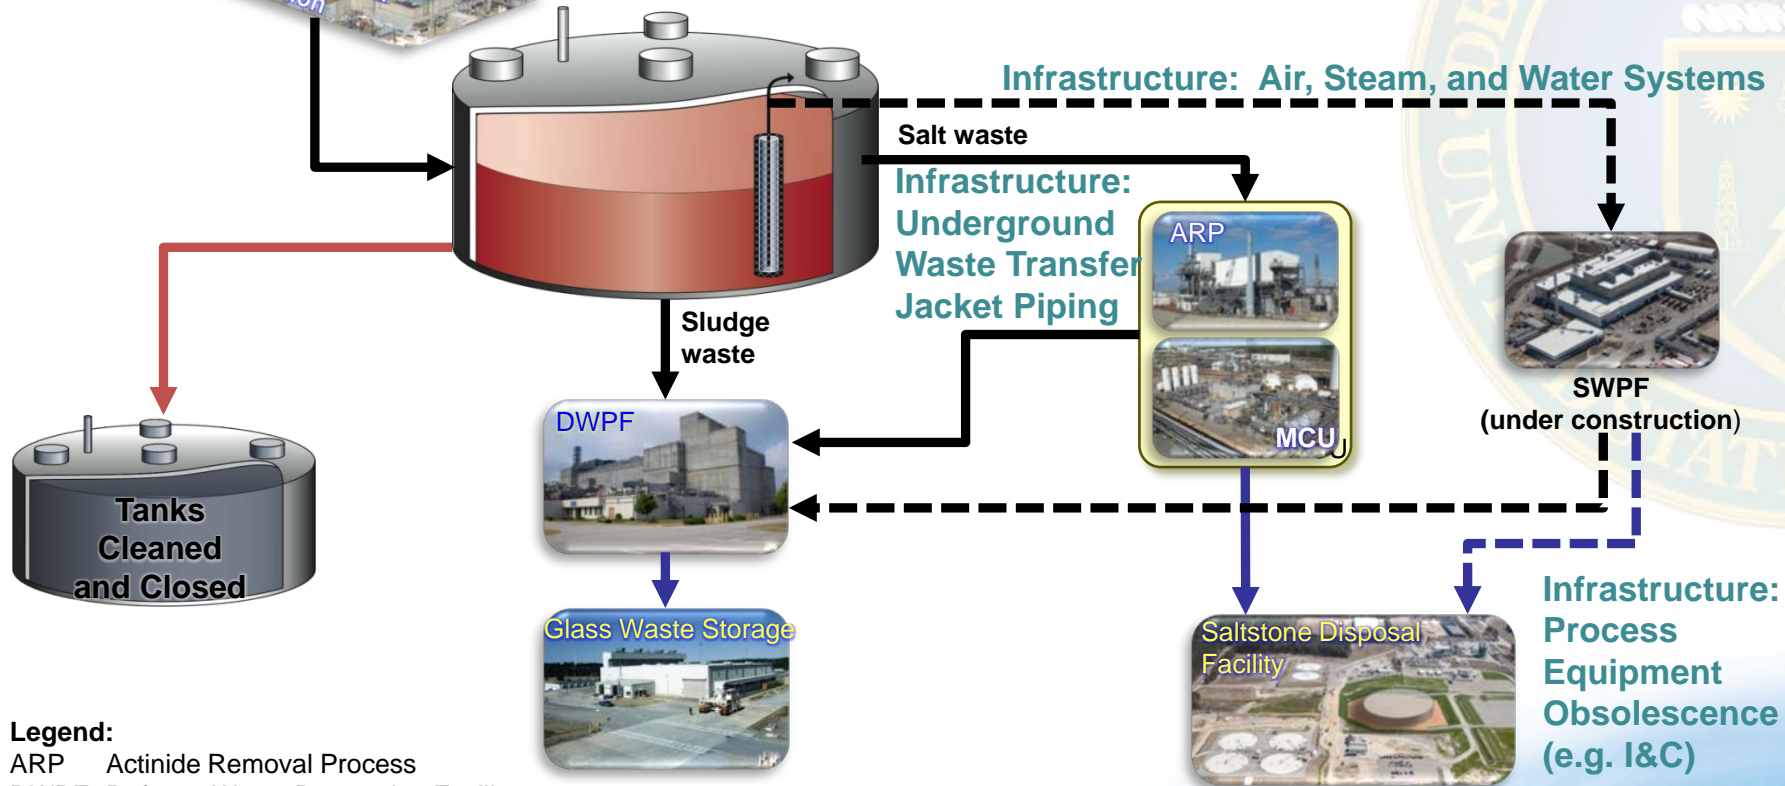 Infrastructure: Air, Steam, and Water Systems
Salt waste
Infrastructure:
Underground
Waste Transfer
Jacket Piping
ARP
MCU
SWPF
(under construction)
Sludge
waste
DWPF
Tanks
Cleaned
and Closed
Glass Waste Storage
Saltstone Disposal
Facility
Infrastructure:
Process
Equipment
Obsolescence
(e.g. I&C)
Legend:
ARP Actinide Removal Process